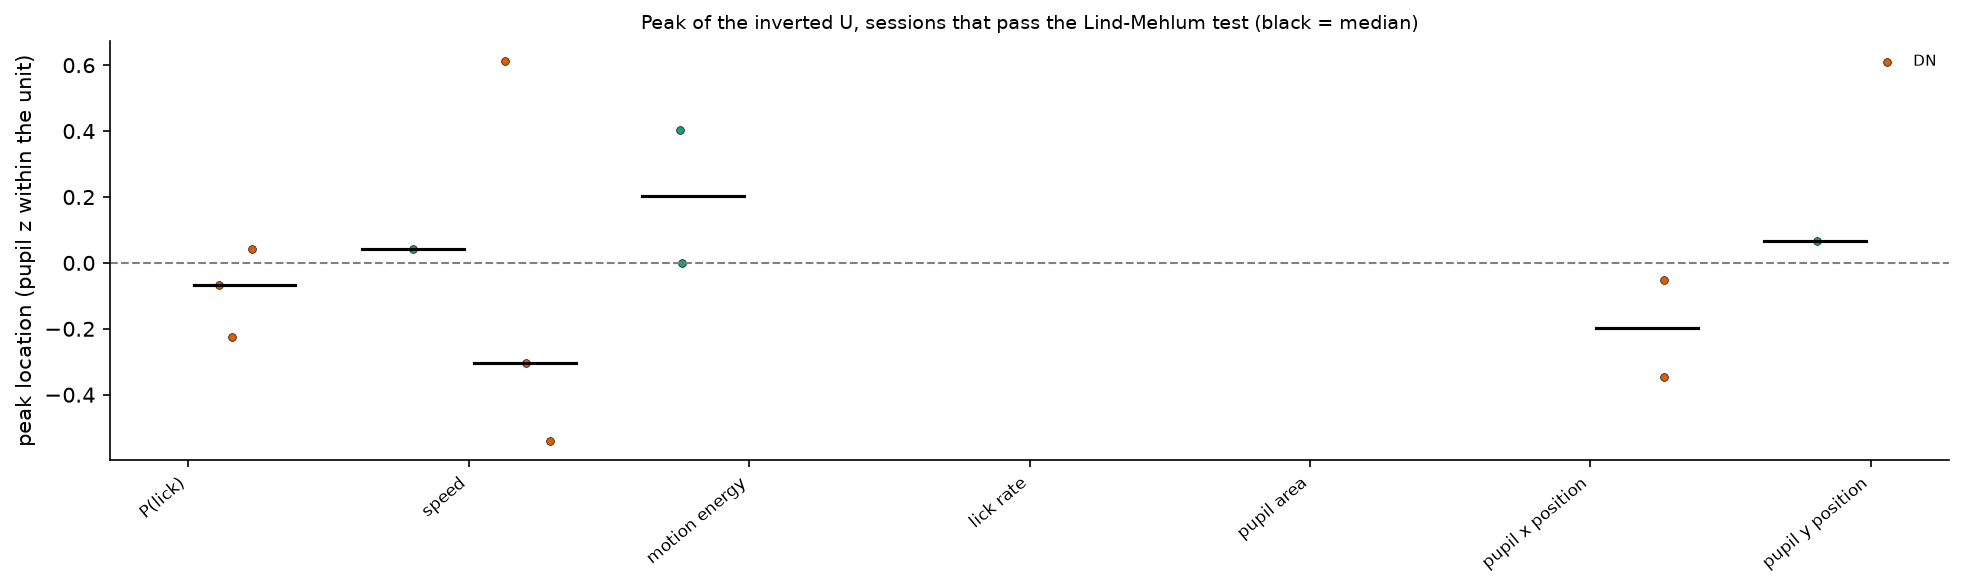 Peak of the inverted U, sessions that pass the Lind-Mehlum test (black = median)
peak location (pupil z within the unit)
0.6
0.4
0.2
0.0
−0.2
−0.4
DN
P(lick)
speed
motion energy
lick rate
pupil area
pupil x position
pupil y position